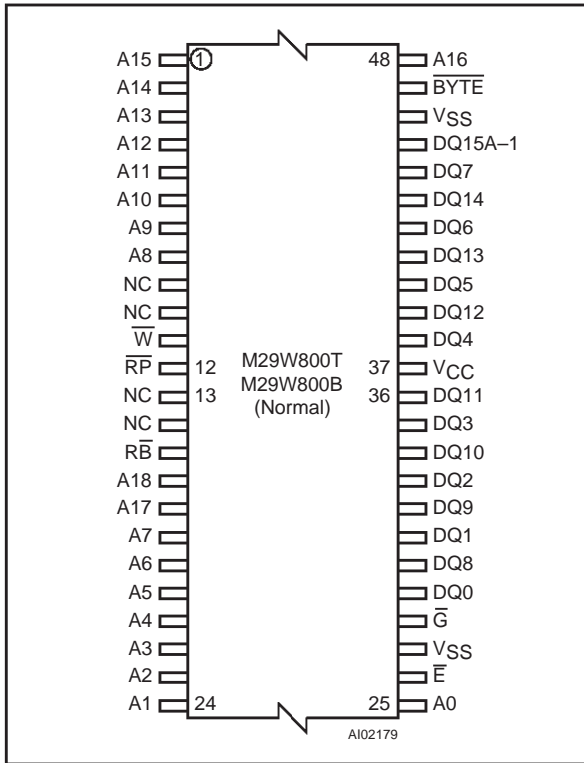 A15 1 48 A16
A14 B̅Y̅T̅E̅
A13 VSS
A12 DQ15A–1
A11 DQ7
A10 DQ14
A9 DQ6
A8 DQ13
NC DQ5
NC DQ12
W̅ DQ4
R̅P̅ 12 M29W800T 37 VCC
NC 13 M29W800B 36 DQ11
NC (Normal) DQ3
RB̅ DQ10
A18 DQ2
A17 DQ9
A7 DQ1
A6 DQ8
A5 DQ0
A4 G̅
A3 VSS
A2 E̅
A1 24 25 A0
AI02179